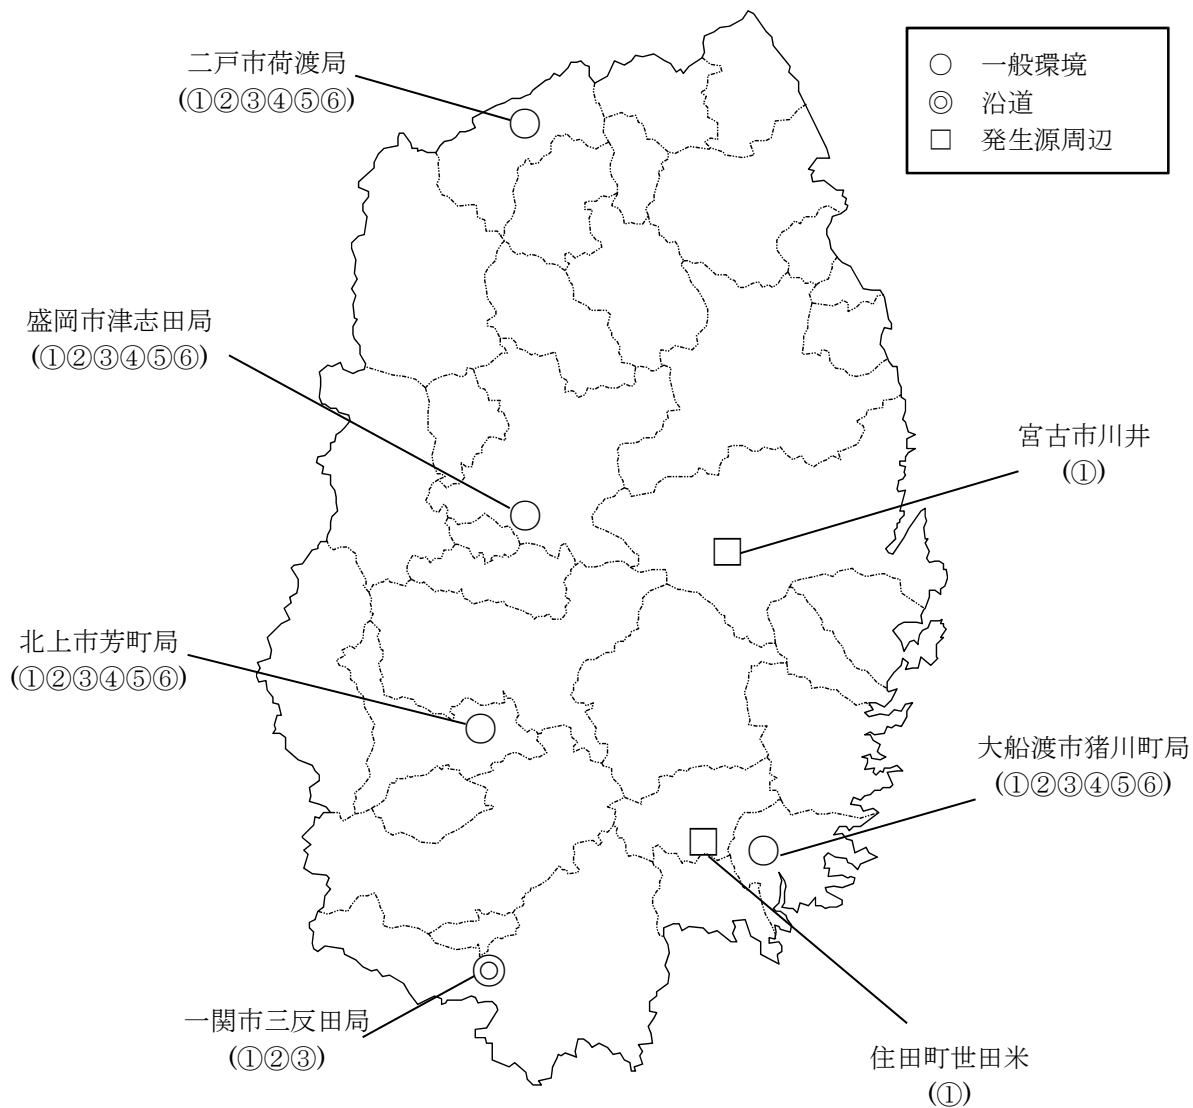 二戸市荷渡局
(①②③④⑤⑥)
○ 一般環境
◎ 沿道
□ 発生源周辺
盛岡市津志田局
(①②③④⑤⑥)
宮古市川井
(①)
北上市芳町局
(①②③④⑤⑥)
大船渡市猪川町局
(①②③④⑤⑥)
一関市三反田局
(①②③)
住田町世田米
(①)